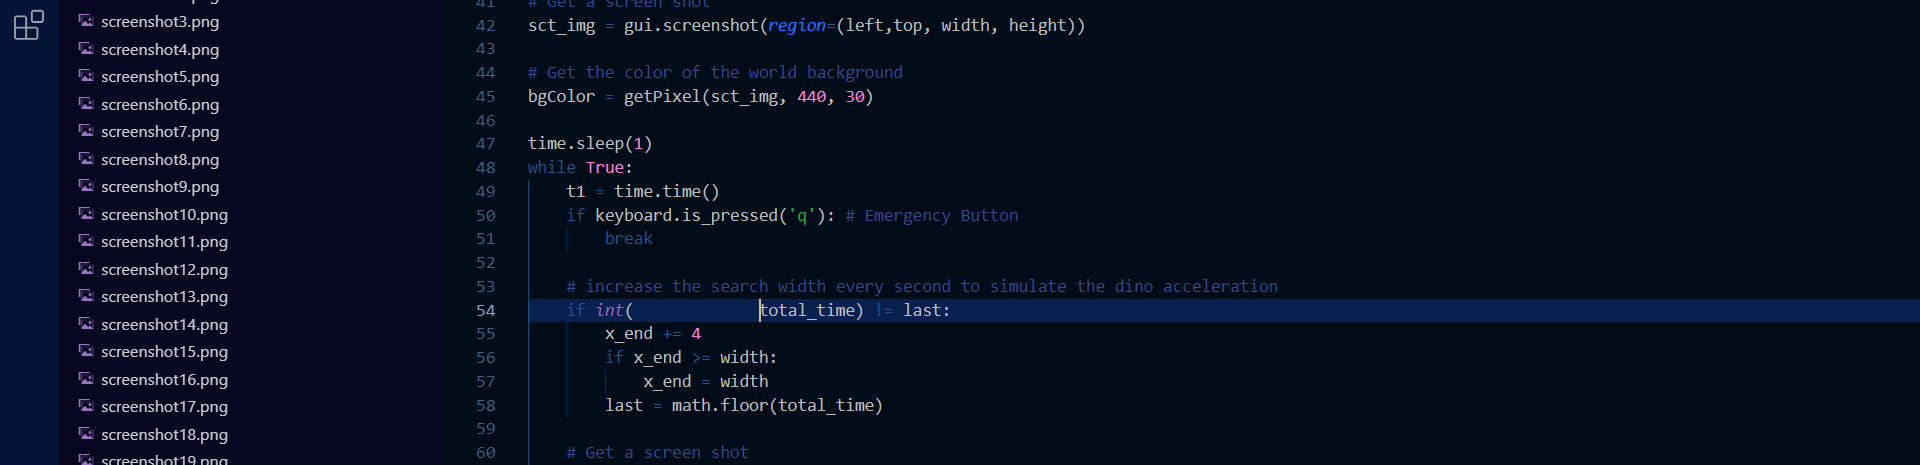 screenshot3.png
screenshot4.png
screenshot5.png
screenshot6.png
screenshot7.png
screenshot8.png
screenshot9.png
screenshot10.png
screenshot11.png
screenshot12.png
screenshot13.png
screenshot14.png
screenshot15.png
screenshot16.png
screenshot17.png
screenshot18.png
screenshot19.png
41 # Get a screen shot
42 sct_img = gui.screenshot(region=(left,top, width, height))
43
44 # Get the color of the world background
45 bgColor = getPixel(sct_img, 440, 30)
46
47 time.sleep(1)
48 while True:
49     t1 = time.time()
50     if keyboard.is_pressed('q'): # Emergency Button
51         break
52
53     # increase the search width every second to simulate the dino acceleration
54     if int(             total_time) != last:
55         x_end += 4
56         if x_end >= width:
57             x_end = width
58         last = math.floor(total_time)
59
60     # Get a screen shot